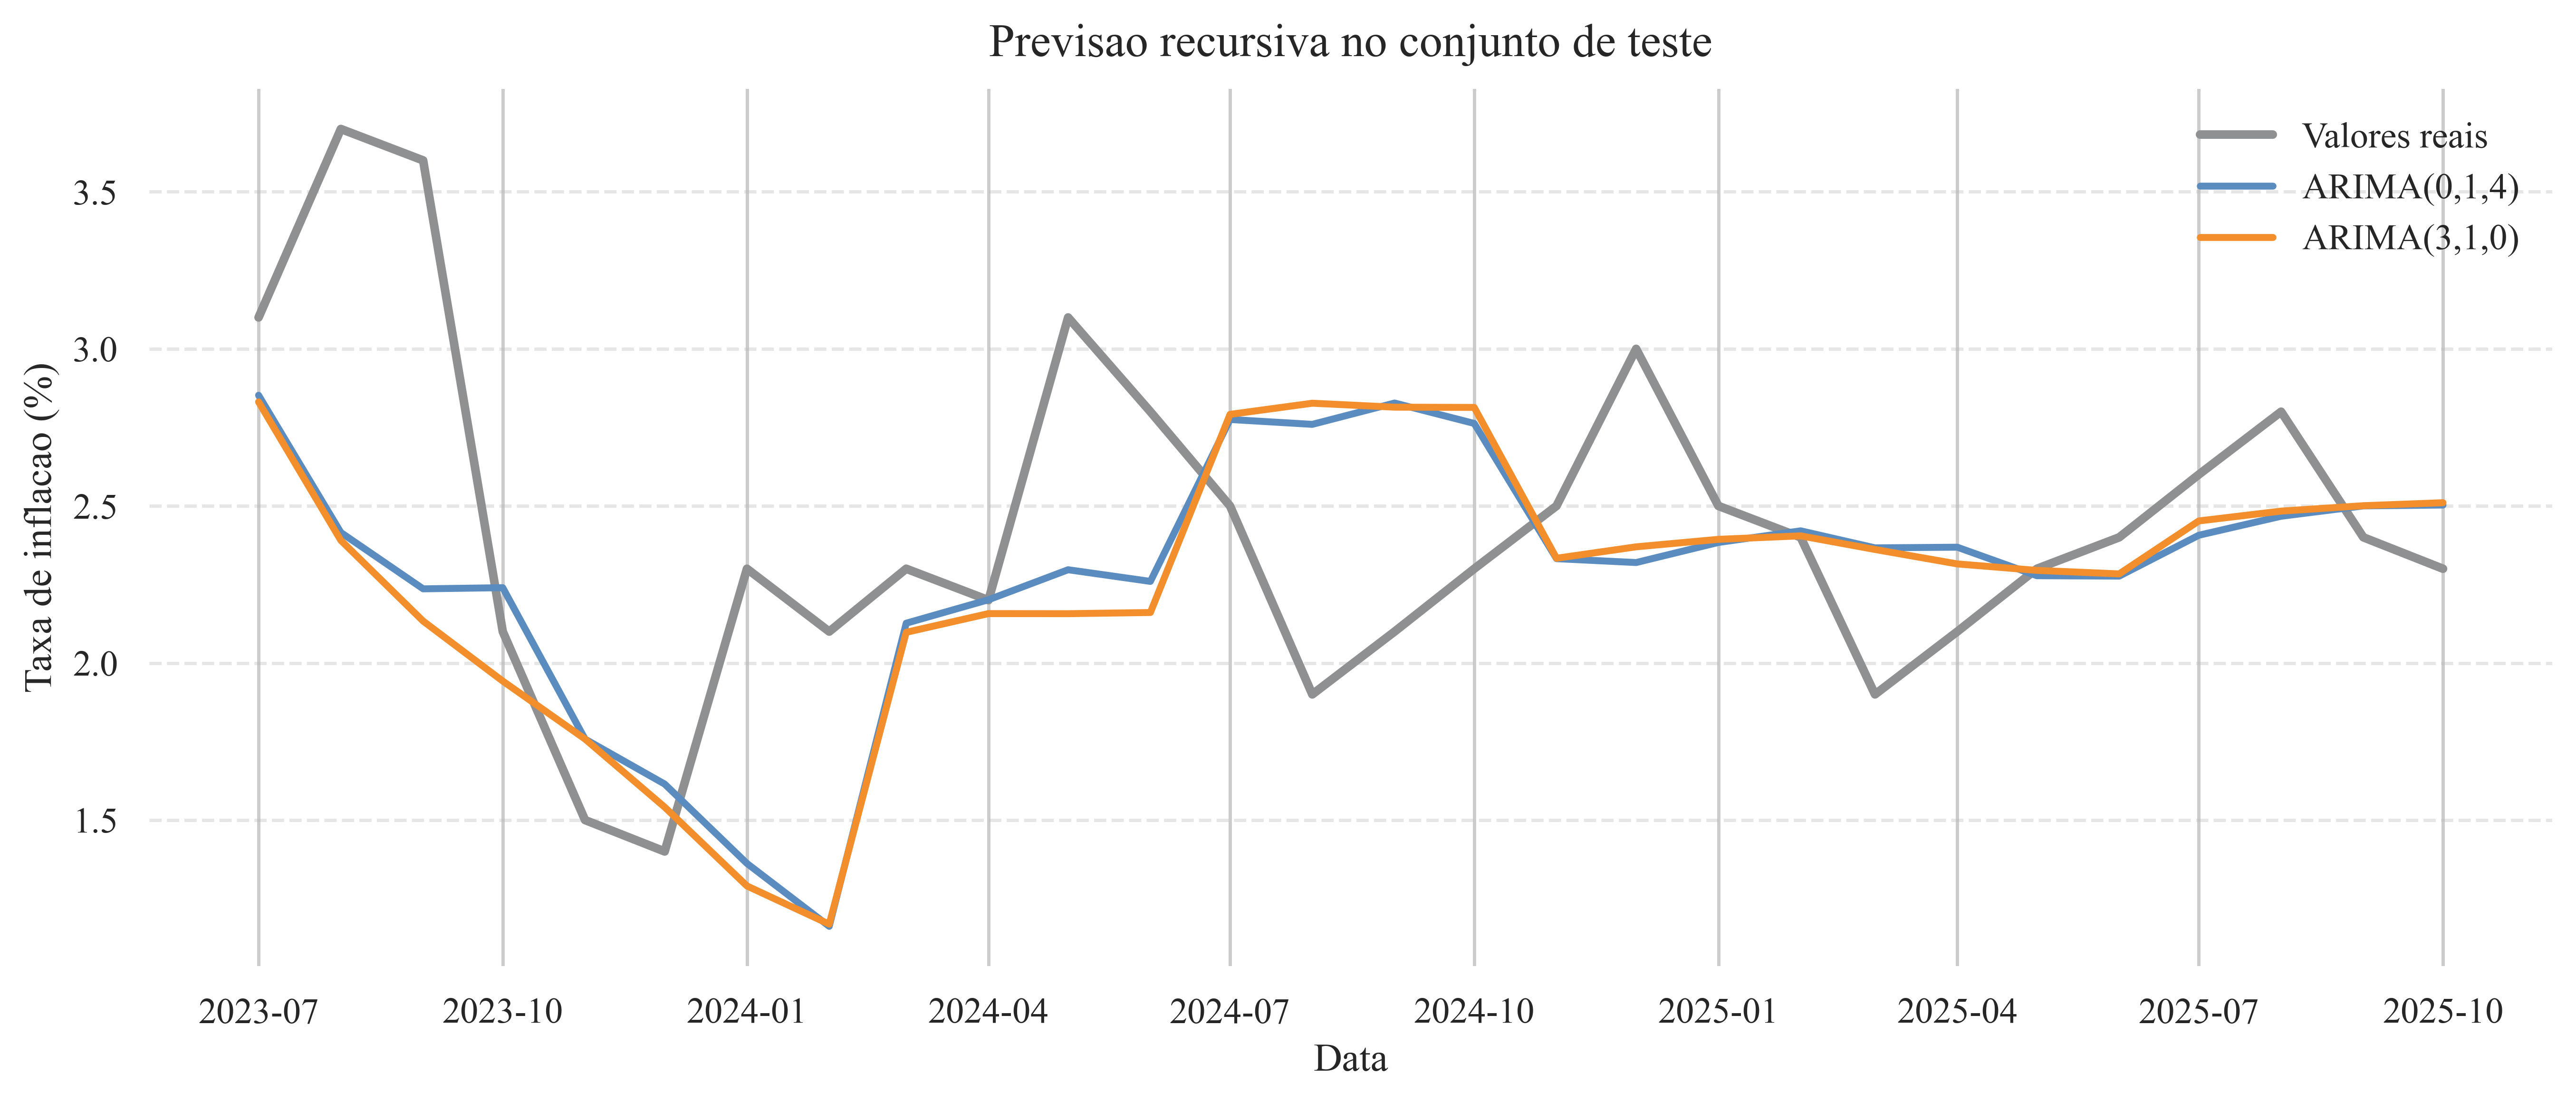 Previsao recursiva no conjunto de teste
Valores reais
ARIMA(0,1,4)
ARIMA(3,1,0)
Taxa de inflacao (%)
3.5
3.0
2.5
2.0
1.5
2023-07
2023-10
2024-01
2024-04
2024-07
2024-10
2025-01
2025-04
2025-07
2025-10
Data